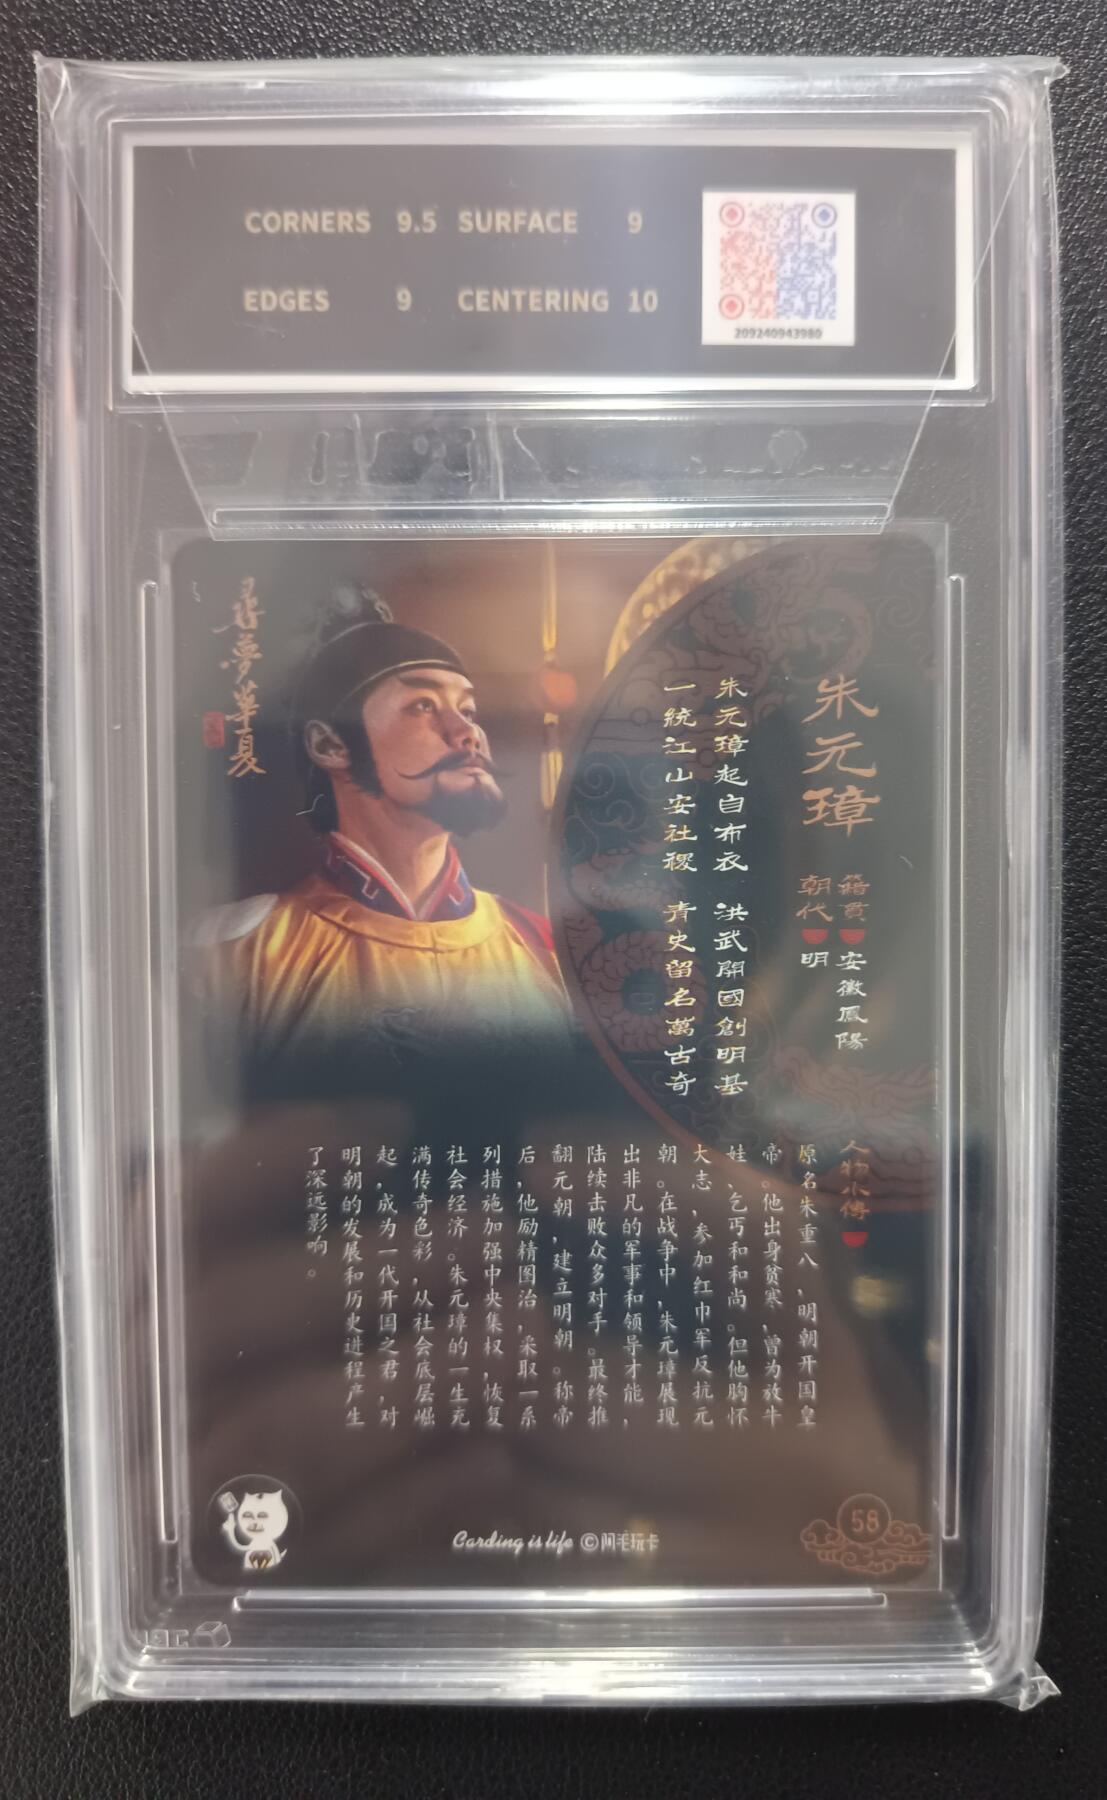 CORNERS 9.5 SURFACE 9
EDGES 9 CENTERING 10
209240943980
尋夢華夏
朱元璋
籍貫 安徽鳳陽
朝代 明
朱元璋起自布衣 洪武開國創明基
一統江山安社稷 青史留名萬古奇
人物小傳
原名朱重八,明朝开国皇
帝。他出身贫寒,曾为放牛
娃、乞丐和和尚。但他胸怀
大志,参加红巾军反抗元
朝。在战争中,朱元璋展现
出非凡的军事和领导才能,
陆续击败众多对手。最终推
翻元朝,建立明朝。称帝
后,他励精图治,采取一系
列措施加强中央集权,恢复
社会经济。朱元璋的一生充
满传奇色彩,从社会底层崛
起,成为一代开国之君,对
明朝的发展和历史进程产生
了深远影响。
Carding is life ©阿毛玩卡
58